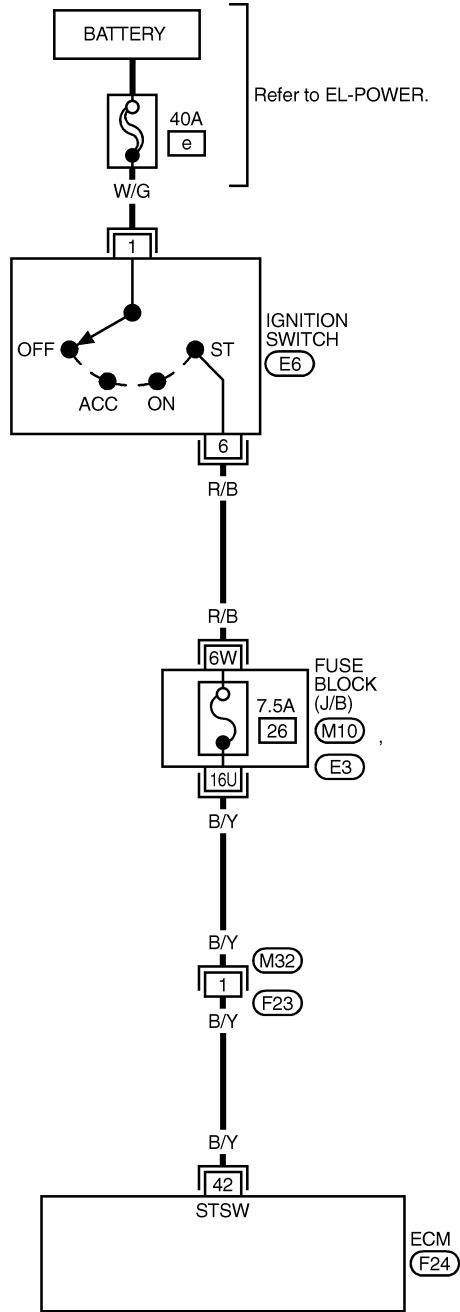 BATTERY
Refer to EL-POWER.
40A
e
W/G
1
IGNITION
SWITCH
E6
OFF
ST
ACC
ON
6
R/B
R/B
6W
FUSE
BLOCK
(J/B)
7.5A
26
M10 ,
E3
16U
B/Y
B/Y
M32
1
F23
B/Y
B/Y
42
STSW
ECM
F24